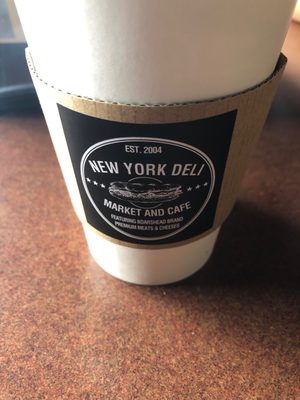 EST. 2004
NEW YORK DELI
MARKET AND CAFE
FEATURING BOARSHEAD BRAND
PREMIUM MEATS & CHEESES